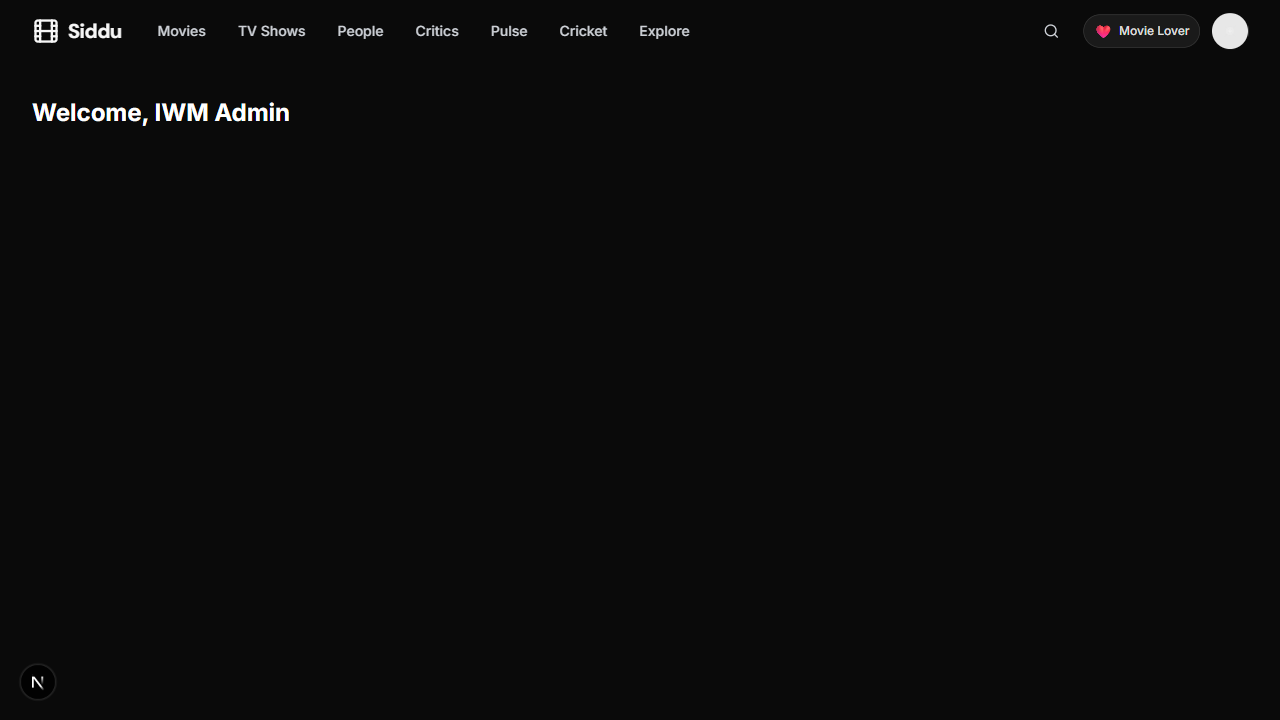 Siddu
Movies
TV Shows
People
Critics
Pulse
Cricket
Explore
Movie Lover
Welcome, IWM Admin
N